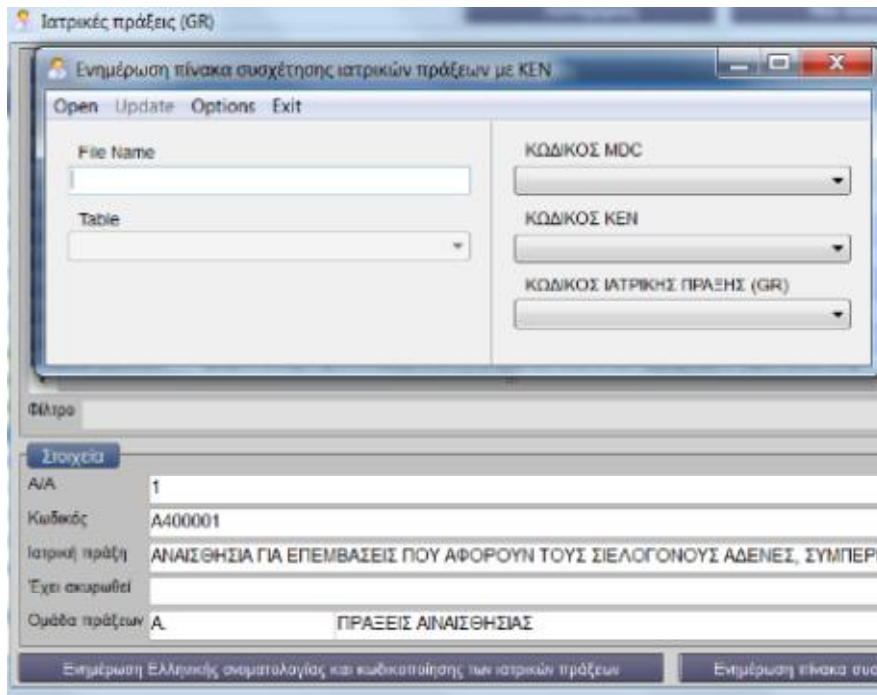 Ιατρικές πράξεις (GR)
Ενημέρωση πίνακα συσχέτισης ιατρικών πράξεων με ΚΕΝ
Open Update Options Exit
File Name
Table
ΚΩΔΙΚΟΣ MDC
ΚΩΔΙΚΟΣ ΚΕΝ
ΚΩΔΙΚΟΣ ΙΑΤΡΙΚΗΣ ΠΡΑΞΗΣ (GR)
Φίλτρο
Στοιχεία
Α/Α 1
Κωδικός Α400001
Ιατρική πράξη ΑΝΑΙΣΘΗΣΙΑ ΓΙΑ ΕΠΕΜΒΑΣΕΙΣ ΠΟΥ ΑΦΟΡΟΥΝ ΤΟΥΣ ΣΙΕΛΟΓΟΝΟΥΣ ΑΔΕΝΕΣ, ΣΥΜΠΕΡ
Έχει ακυρωθεί
Ομάδα πράξεων Α. ΠΡΑΞΕΙΣ ΑΙΝΑΙΣΘΗΣΙΑΣ
Ενημέρωση Ελληνικής ονοματολογίας και κωδικοποίησης των ιατρικών πράξεων Ενημέρωση πίνακα συσ